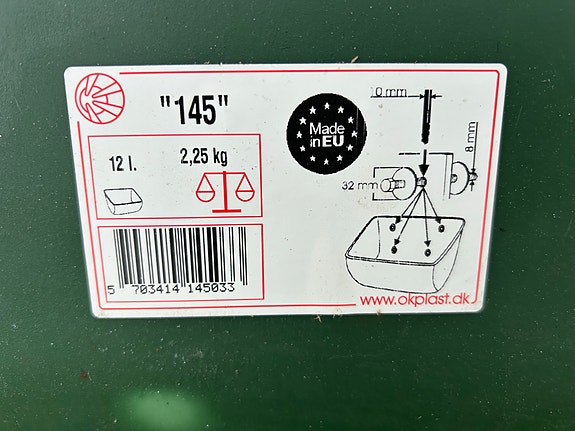 "145"
12 l.
2,25 kg
5 703414 145033
Made
in EU
10 mm
8 mm
32 mm
www.okplast.dk